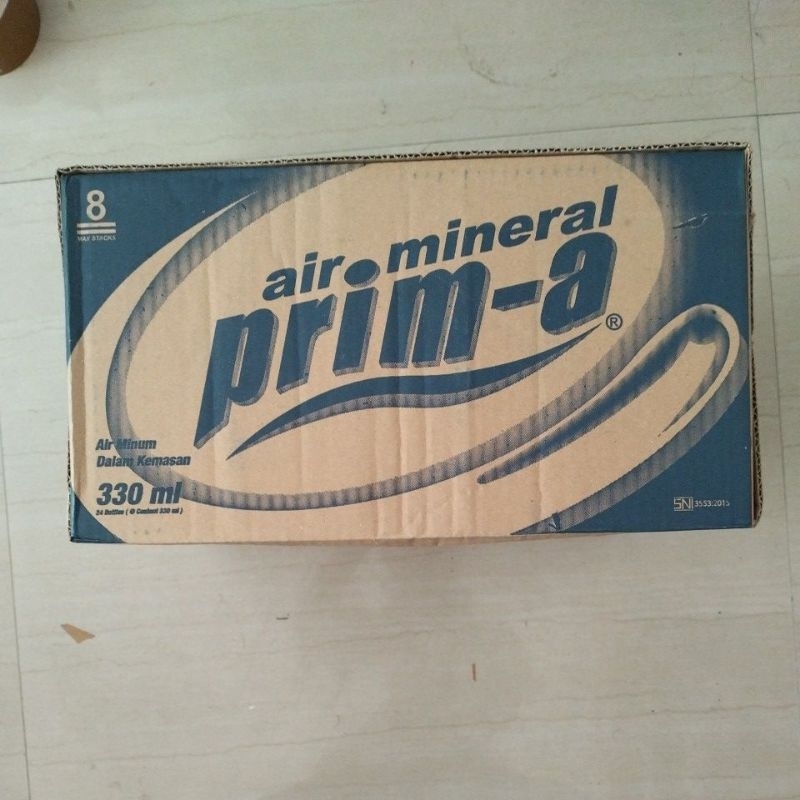 8
MAX STACKS
air mineral
prim-a®
Air Minum
Dalam Kemasan
330 ml
24 Bottles ( @ Content 330 ml )
SNI 3553:2015